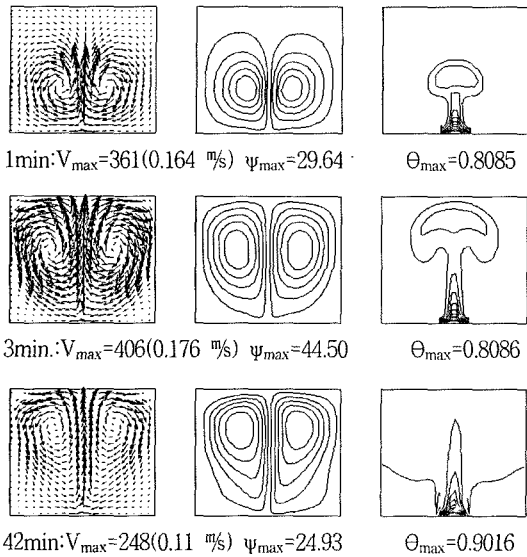 1min:Vmax=361(0.164 m/s) ψmax=29.64 Θmax=0.8085
3min.:Vmax=406(0.176 m/s) ψmax=44.50 Θmax=0.8086
42min:Vmax=248(0.11 m/s) ψmax=24.93 Θmax=0.9016